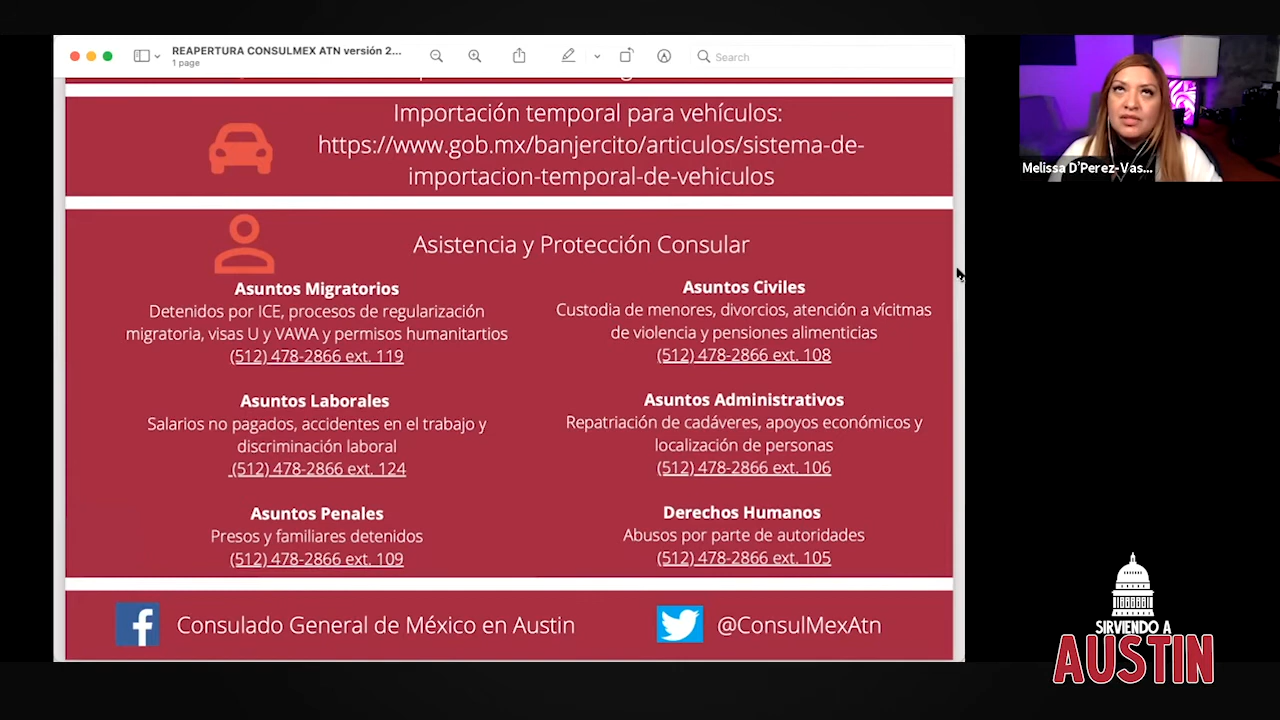 REAPERTURA CONSULMEX ATN versión 2...
1 page
Search
Importación temporal para vehículos:
https://www.gob.mx/banjercito/articulos/sistema-de-
importacion-temporal-de-vehiculos
Asistencia y Protección Consular
Asuntos Migratorios
Detenidos por ICE, procesos de regularización
migratoria, visas U y VAWA y permisos humanitartios
(512) 478-2866 ext. 119
Asuntos Laborales
Salarios no pagados, accidentes en el trabajo y
discriminación laboral
(512) 478-2866 ext. 124
Asuntos Penales
Presos y familiares detenidos
(512) 478-2866 ext. 109
Asuntos Civiles
Custodia de menores, divorcios, atención a vícitmas
de violencia y pensiones alimenticias
(512) 478-2866 ext. 108
Asuntos Administrativos
Repatriación de cadáveres, apoyos económicos y
localización de personas
(512) 478-2866 ext. 106
Derechos Humanos
Abusos por parte de autoridades
(512) 478-2866 ext. 105
Consulado General de México en Austin
@ConsulMexAtn
Melissa D'Perez-Vas...
SIRVIENDO A
AUSTIN